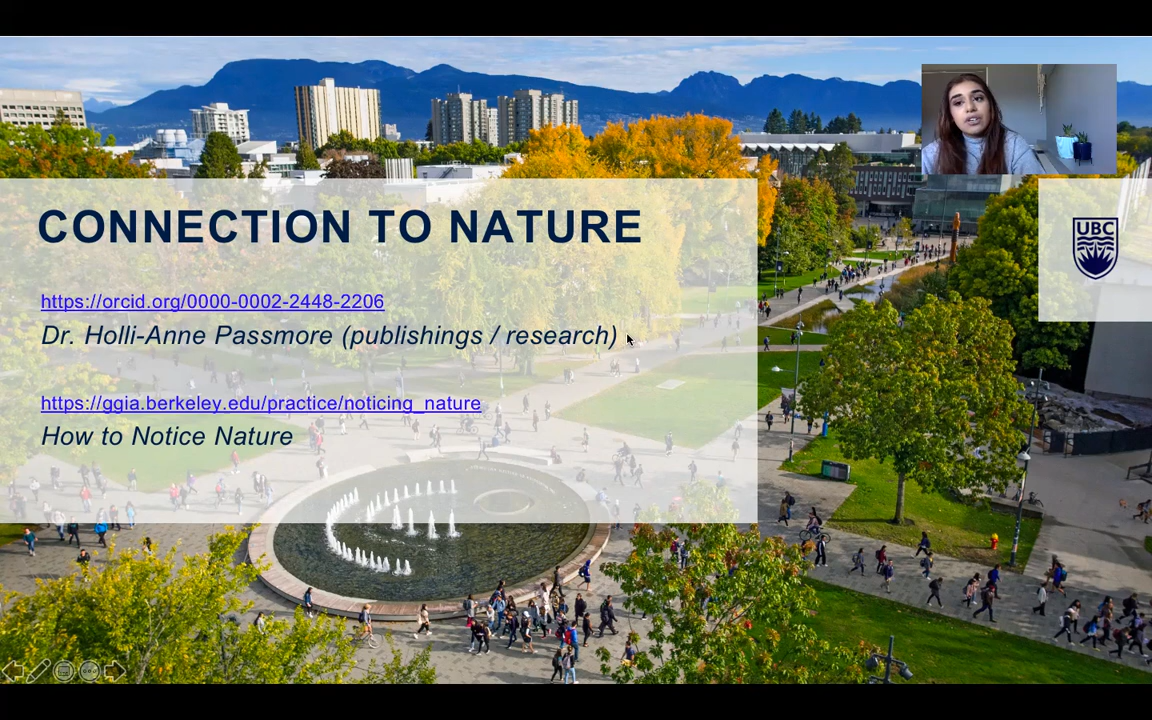 CONNECTION TO NATURE
https://orcid.org/0000-0002-2448-2206
Dr. Holli-Anne Passmore (publishings / research)
https://ggia.berkeley.edu/practice/noticing_nature
How to Notice Nature
UBC